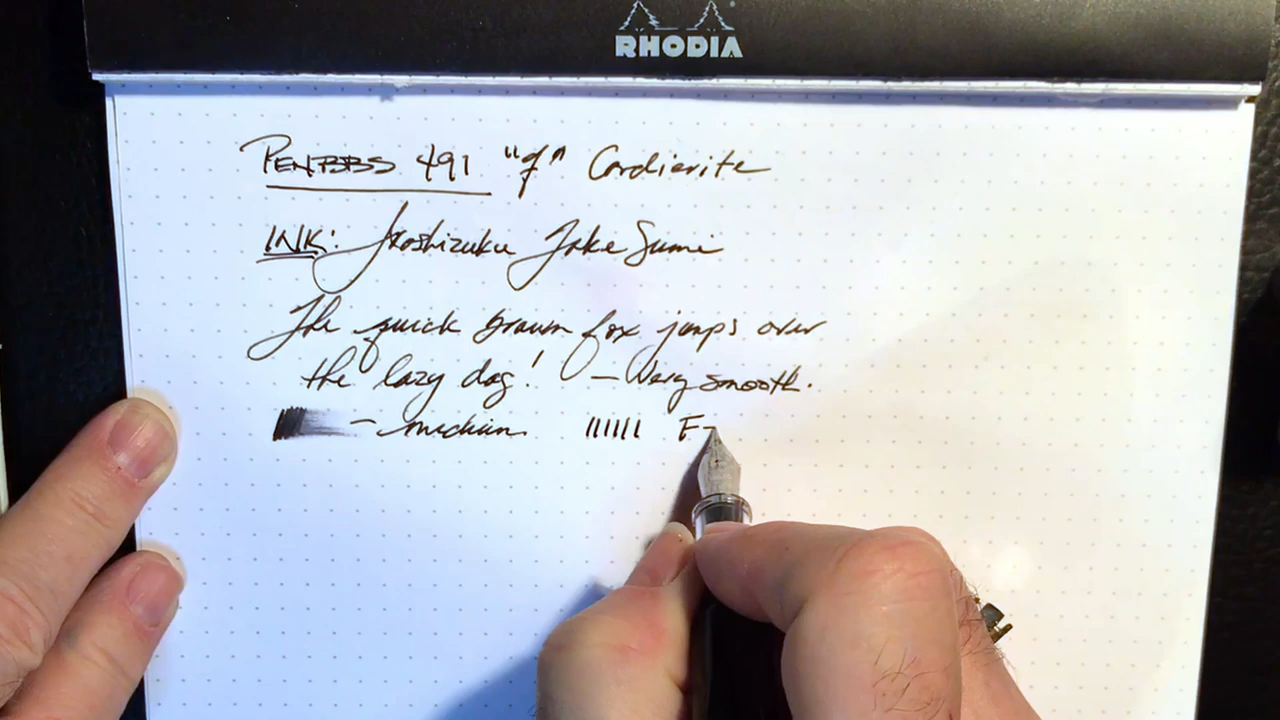 RHODIA
PENBBS 491 "f" Cordierite
INK: Iroshizuku Take Sumi
The quick brown fox jumps over
the lazy dog! — Very smooth.
– medium IIIIII F-